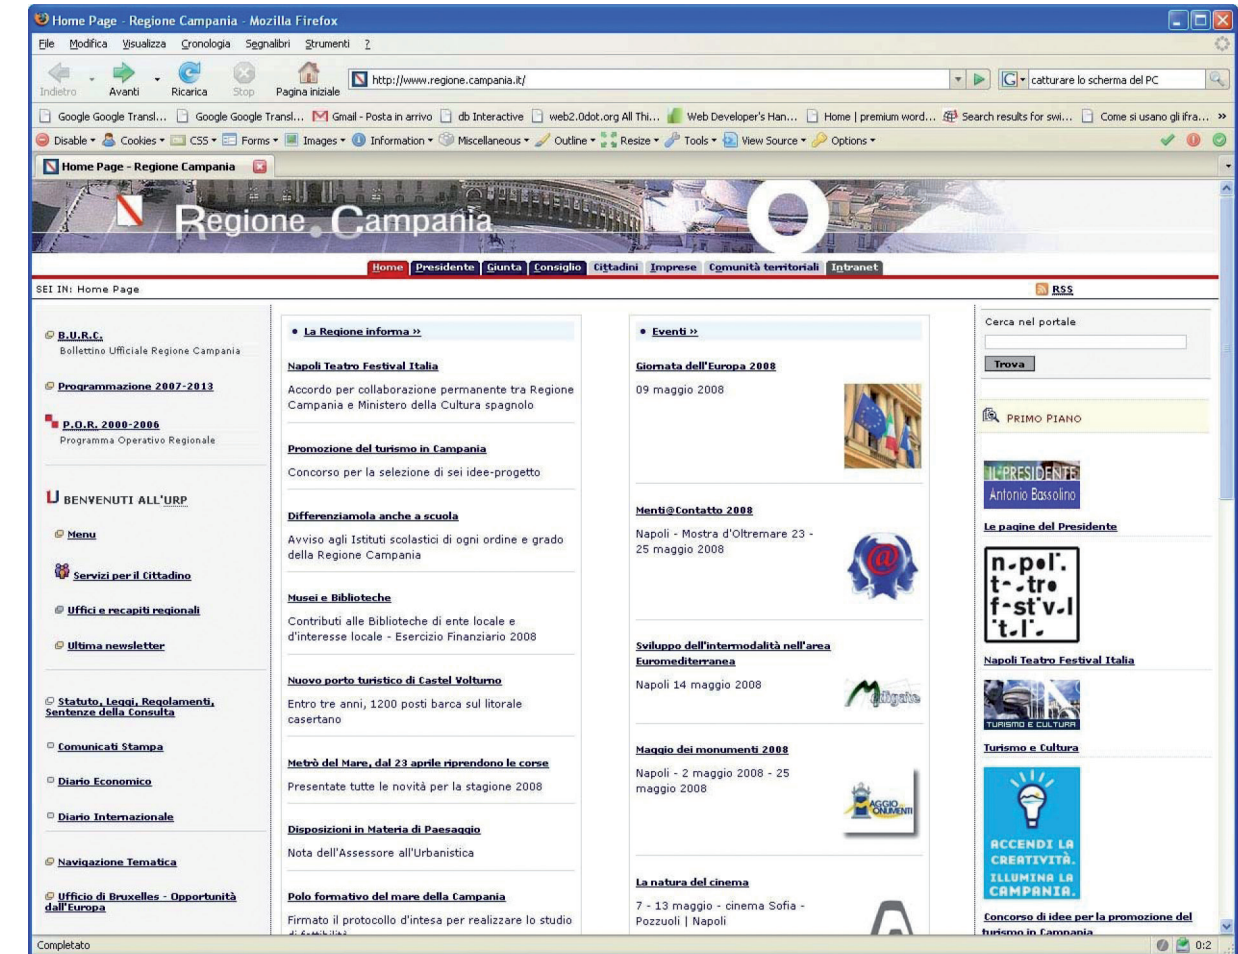 Home Page - Regione Campania - Mozilla Firefox
File Modifica Visualizza Cronologia Segnalibri Strumenti ?
Indietro Avanti Ricarica Stop Pagina iniziale http://www.regione.campania.it/ G catturare lo scherma del PC
Google Google Transl... Google Google Transl... Gmail - Posta in arrivo db Interactive web2.0dot.org All Thi... Web Developer's Han... Home | premium word... Search results for swi... Come si usano gli ifra... »
Disable Cookies CSS Forms Images Information Miscellaneous Outline Resize Tools View Source Options
Home Page - Regione Campania
Regione.Campania
Home Presidente Giunta Consiglio Cittadini Imprese Comunità territoriali Intranet
SEI IN: Home Page
RSS
B.U.R.C.
Bollettino Ufficiale Regione Campania
Programmazione 2007-2013
P.O.R. 2000-2006
Programma Operativo Regionale
U BENVENUTI ALL'URP
Menu
Servizi per il Cittadino
Uffici e recapiti regionali
Ultima newsletter
Statuto, Leggi, Regolamenti,
Sentenze della Consulta
Comunicati Stampa
Diario Economico
Diario Internazionale
Navigazione Tematica
Ufficio di Bruxelles - Opportunità
dall'Europa
• La Regione informa »
Napoli Teatro Festival Italia
Accordo per collaborazione permanente tra Regione
Campania e Ministero della Cultura spagnolo
Promozione del turismo in Campania
Concorso per la selezione di sei idee-progetto
Differenziamola anche a scuola
Avviso agli Istituti scolastici di ogni ordine e grado
della Regione Campania
Musei e Biblioteche
Contributi alle Biblioteche di ente locale e
d'interesse locale - Esercizio Finanziario 2008
Nuovo porto turistico di Castel Volturno
Entro tre anni, 1200 posti barca sul litorale
casertano
Metrò del Mare, dal 23 aprile riprendono le corse
Presentate tutte le novità per la stagione 2008
Disposizioni in Materia di Paesaggio
Nota dell'Assessore all'Urbanistica
Polo formativo del mare della Campania
Firmato il protocollo d'intesa per realizzare lo studio
di fattibilità
• Eventi »
Giornata dell'Europa 2008
09 maggio 2008
Menti@Contatto 2008
Napoli - Mostra d'Oltremare 23 -
25 maggio 2008
@
Sviluppo dell'intermodalità nell'area
Euromediterranea
Napoli 14 maggio 2008
Maggio dei monumenti 2008
Napoli - 2 maggio 2008 - 25
maggio 2008
La natura del cinema
7 - 13 maggio - cinema Sofia -
Pozzuoli | Napoli
Cerca nel portale
Trova
PRIMO PIANO
IL PRESIDENTE
Antonio Bassolino
Le pagine del Presidente
n.pol'.
t-.tro
f-st'v.l
't.l'.
Napoli Teatro Festival Italia
TURISMO E CULTURA
Turismo e Cultura
ACCENDI LA
CREATIVITÀ.
ILLUMINA LA
CAMPANIA.
Concorso di idee per la promozione del
turismo in Campania
Completato
0:2